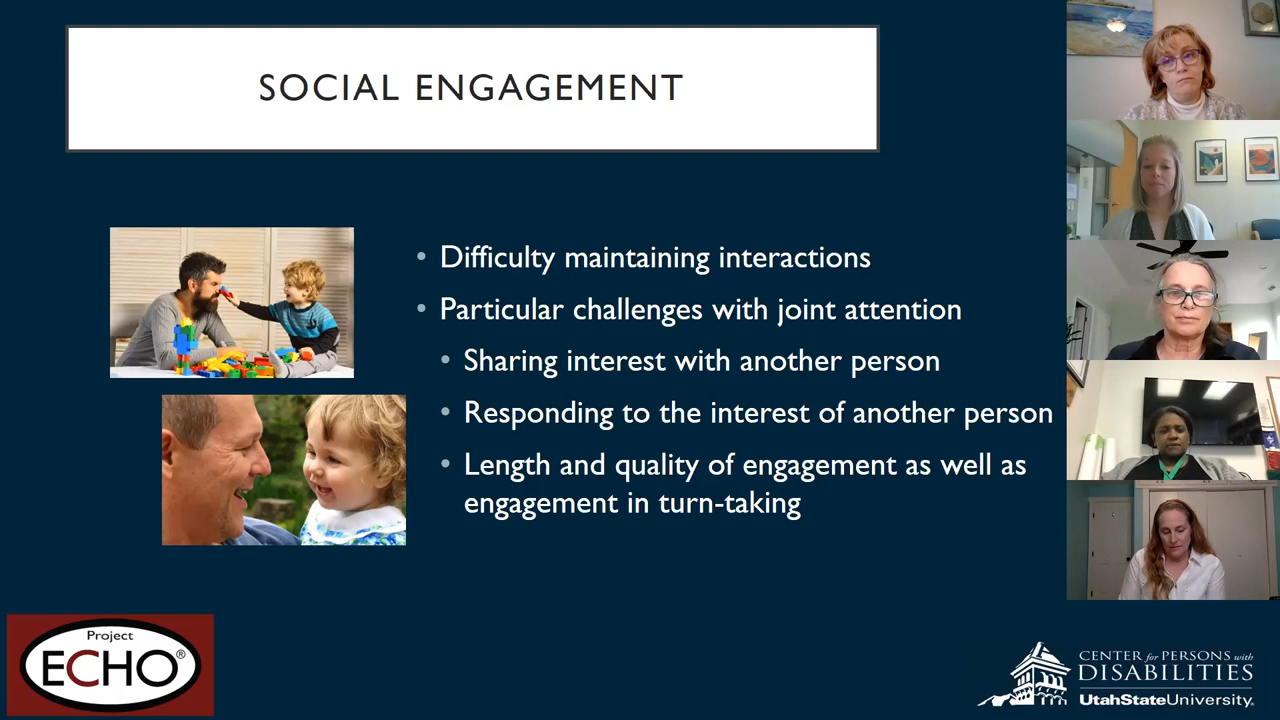 SOCIAL ENGAGEMENT
Difficulty maintaining interactions
Particular challenges with joint attention
Sharing interest with another person
Responding to the interest of another person
Length and quality of engagement as well as
engagement in turn-taking
Project
ECHO®
CENTER for PERSONS with
DISABILITIES
UtahStateUniversity®